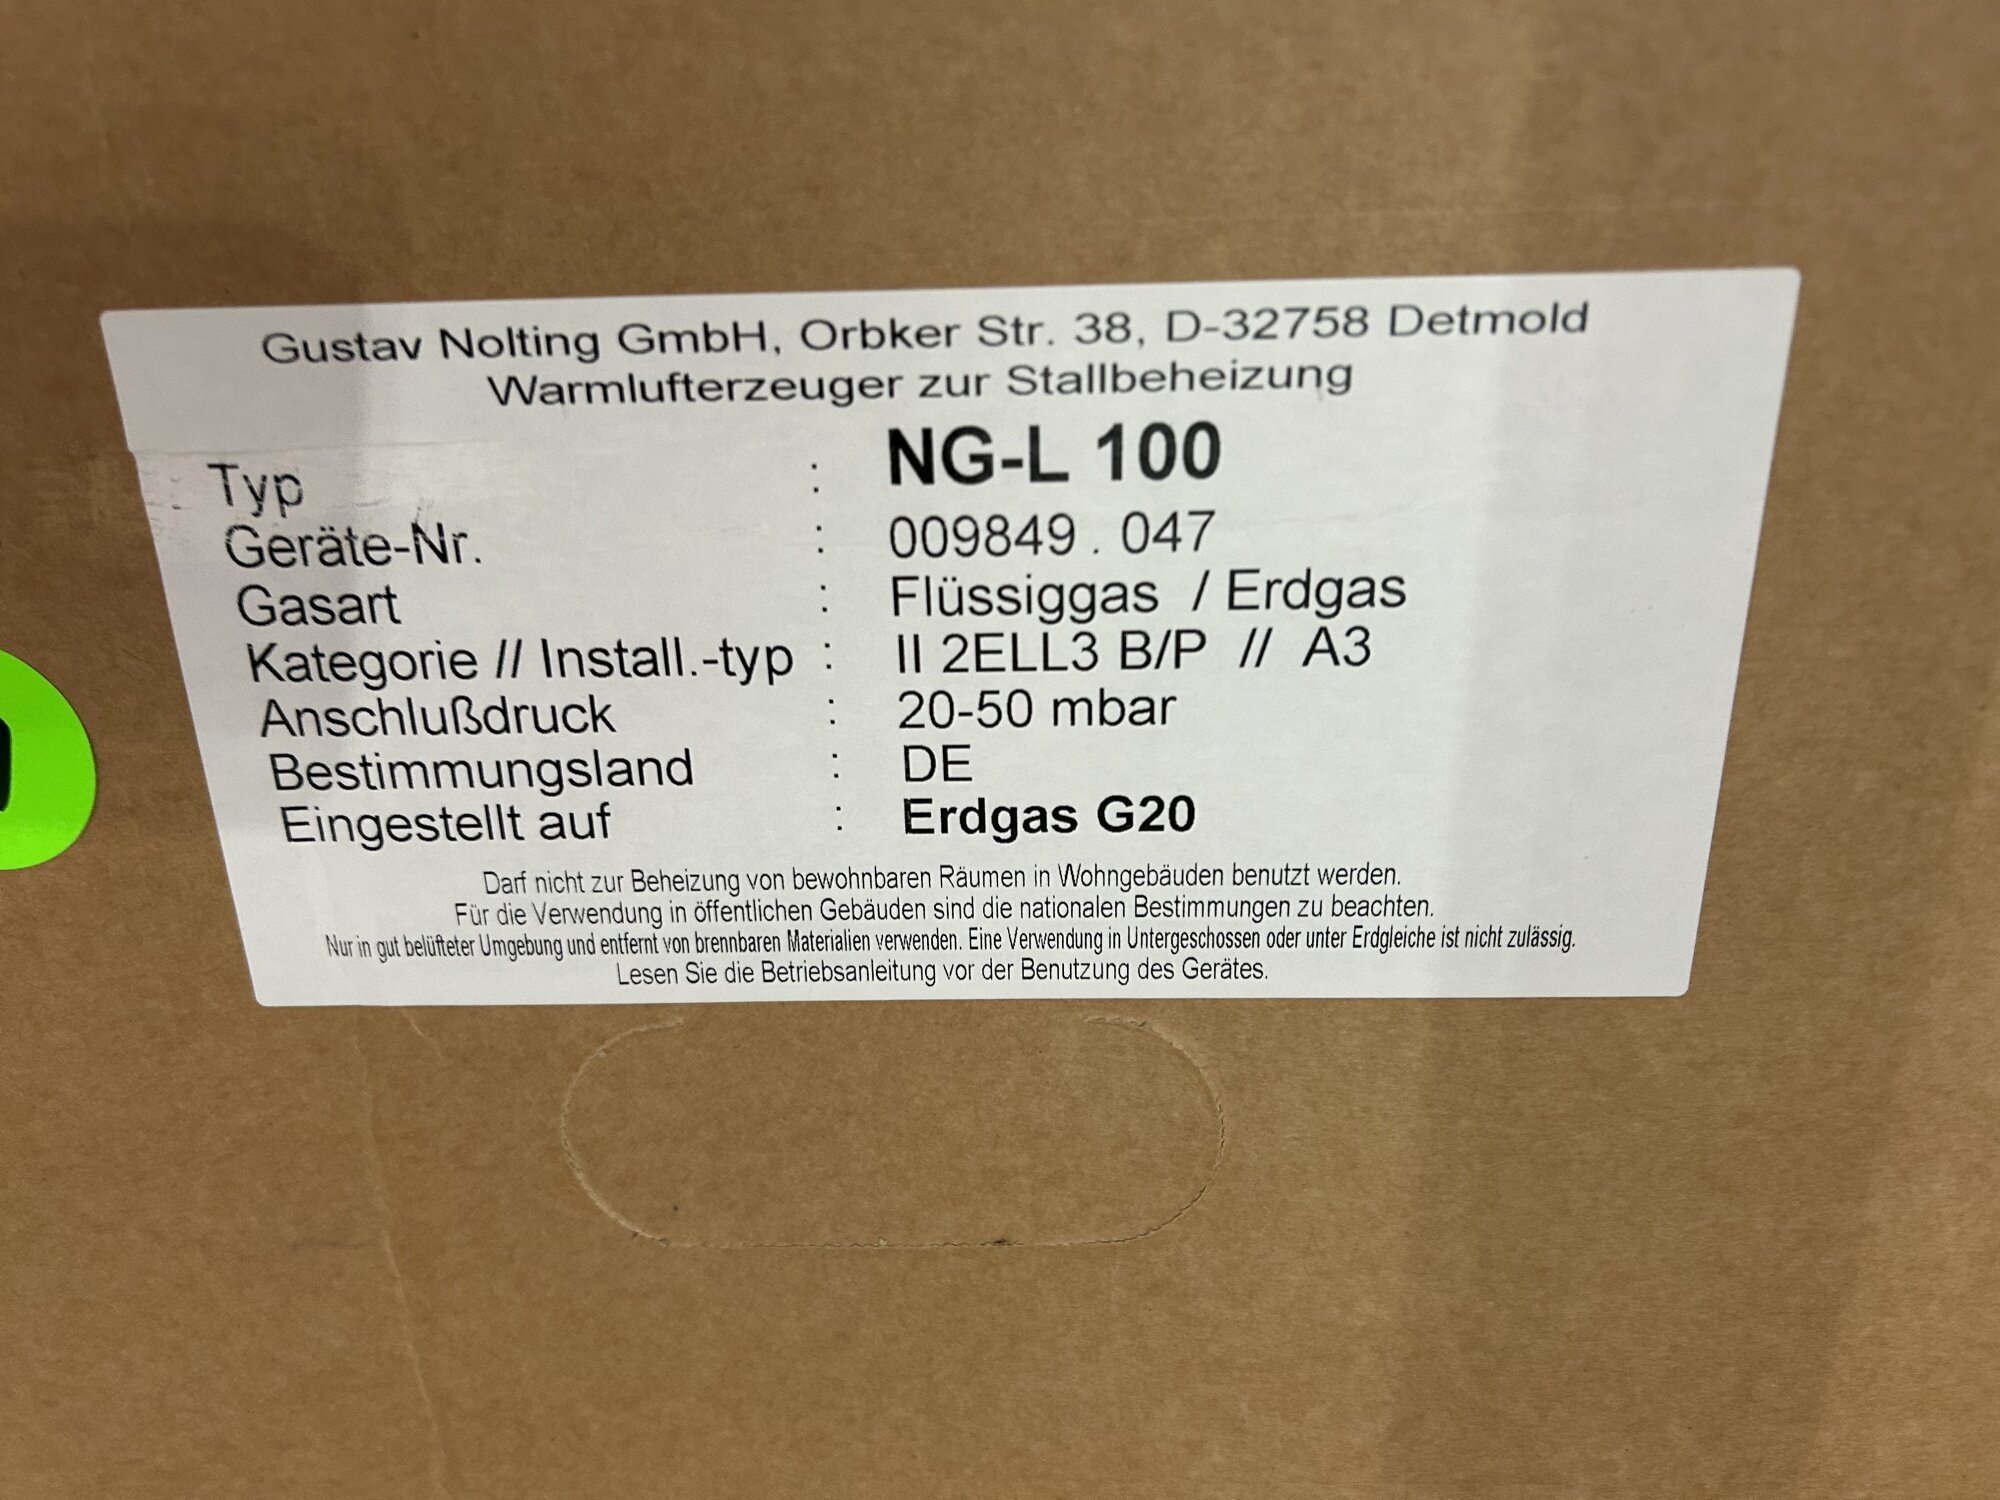 Gustav Nolting GmbH, Orbker Str. 38, D-32758 Detmold
Warmlufterzeuger zur Stallbeheizung
Typ : NG-L 100
Geräte-Nr. : 009849 . 047
Gasart : Flüssiggas / Erdgas
Kategorie // Install.-typ : II 2ELL3 B/P // A3
Anschlußdruck : 20-50 mbar
Bestimmungsland : DE
Eingestellt auf : Erdgas G20
Darf nicht zur Beheizung von bewohnbaren Räumen in Wohngebäuden benutzt werden.
Für die Verwendung in öffentlichen Gebäuden sind die nationalen Bestimmungen zu beachten.
Nur in gut belüfteter Umgebung und entfernt von brennbaren Materialien verwenden. Eine Verwendung in Untergeschossen oder unter Erdgleiche ist nicht zulässig.
Lesen Sie die Betriebsanleitung vor der Benutzung des Gerätes.